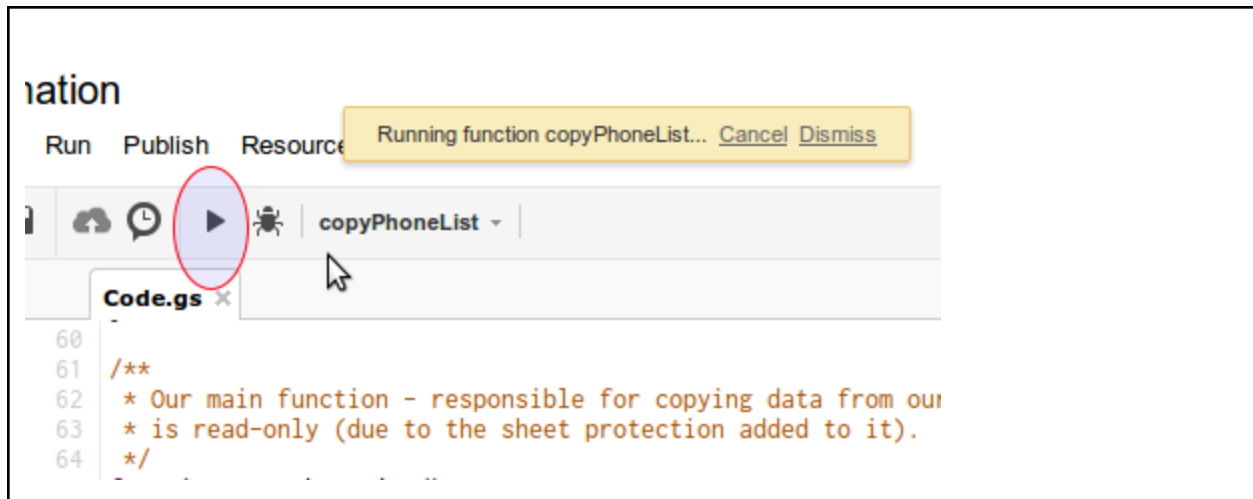 nation
Running function copyPhoneList... Cancel Dismiss
Run Publish Resource
copyPhoneList
Code.gs
60
61 /**
62 * Our main function - responsible for copying data from our
63 * is read-only (due to the sheet protection added to it).
64 */